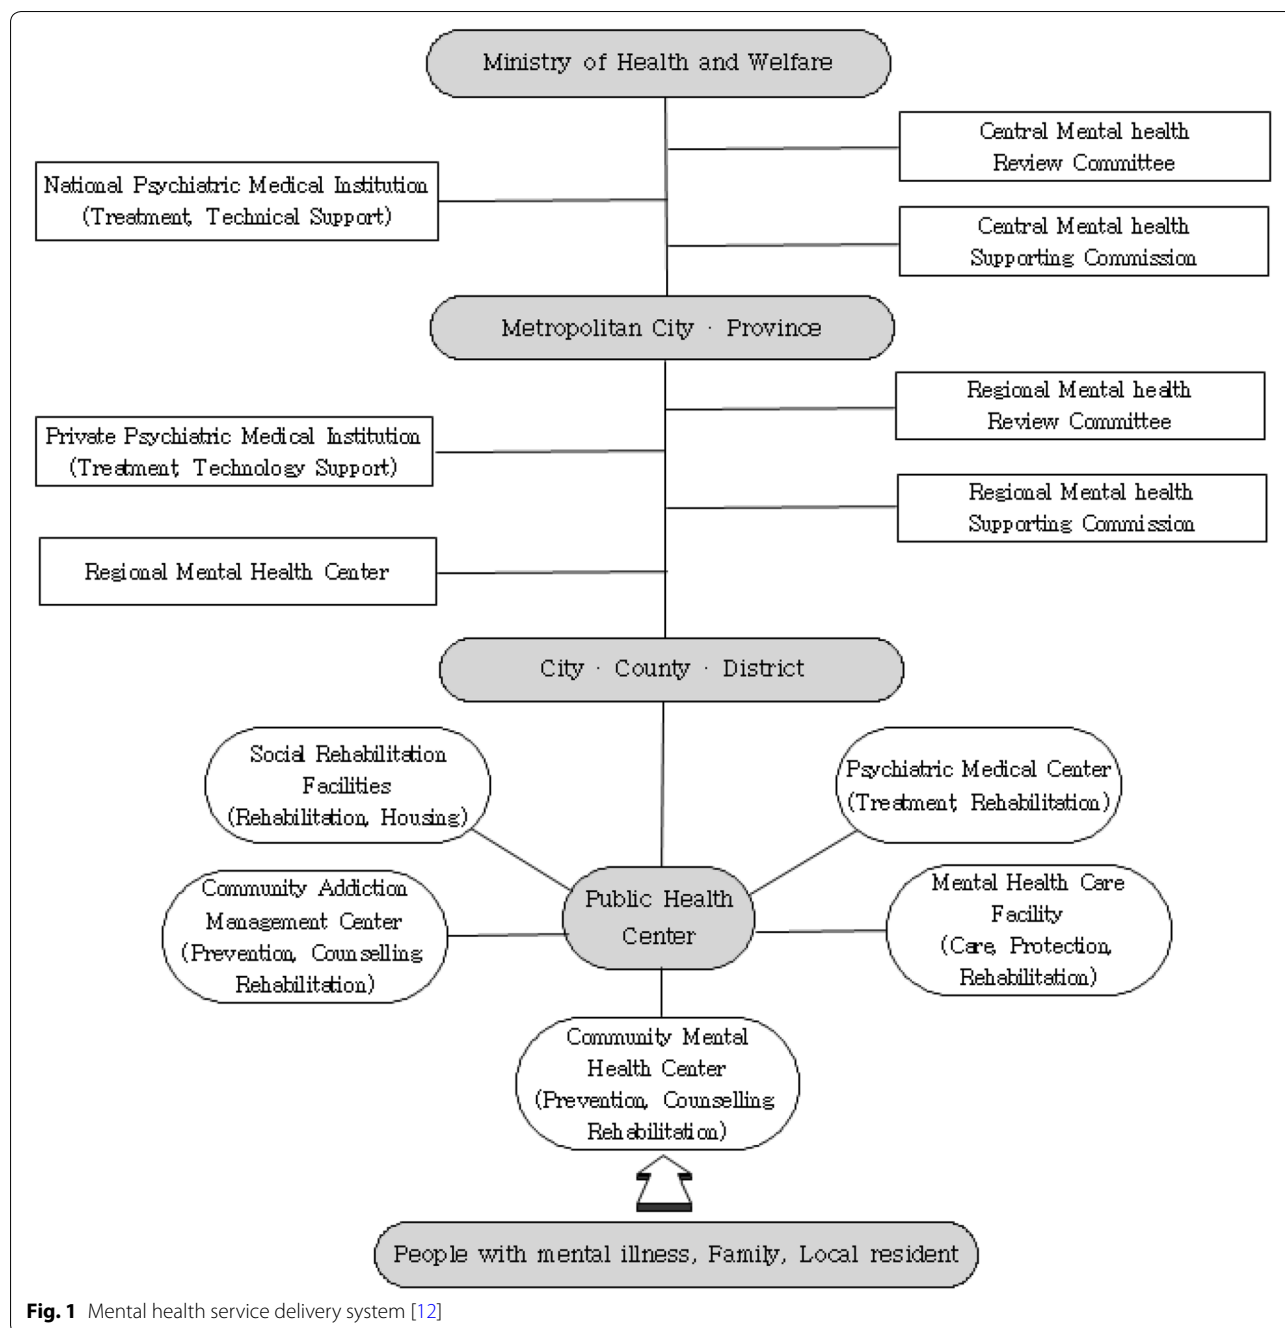 Ministry of Health and Welfare
Central Mental health
Review Committee
National Psychiatric Medical Institution
(Treatment, Technical Support)
Central Mental health
Supporting Commission
Metropolitan City · Province
Regional Mental health
Review Committee
Private Psychiatric Medical Institution
(Treatment, Technology Support)
Regional Mental health
Supporting Commission
Regional Mental Health Center
City · County · District
Social Rehabilitation
Facilities
(Rehabilitation, Housing)
Psychiatric Medical Center
(Treatment, Rehabilitation)
Community Addiction
Management Center
(Prevention, Counselling
Rehabilitation)
Public Health
Center
Mental Health Care
Facility
(Care, Protection,
Rehabilitation)
Community Mental
Health Center
(Prevention, Counselling
Rehabilitation)
People with mental illness, Family, Local resident
Fig. 1 Mental health service delivery system [12]